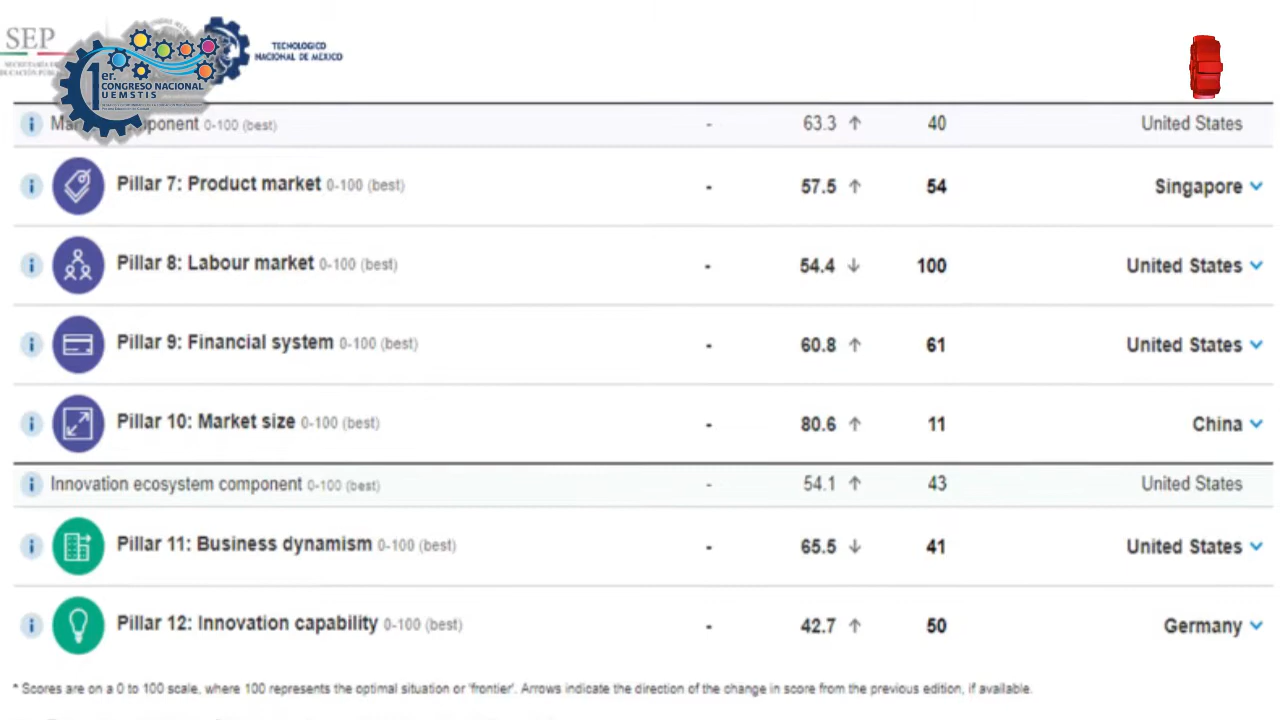 SEP
TECNOLÓGICO
NACIONAL DE MÉXICO
1er.
CONGRESO NACIONAL
UEMSTIS
component 0-100 (best) - 63.3 ↑ 40 United States
Pillar 7: Product market 0-100 (best) - 57.5 ↑ 54 Singapore
Pillar 8: Labour market 0-100 (best) - 54.4 ↓ 100 United States
Pillar 9: Financial system 0-100 (best) - 60.8 ↑ 61 United States
Pillar 10: Market size 0-100 (best) - 80.6 ↑ 11 China
Innovation ecosystem component 0-100 (best) - 54.1 ↑ 43 United States
Pillar 11: Business dynamism 0-100 (best) - 65.5 ↓ 41 United States
Pillar 12: Innovation capability 0-100 (best) - 42.7 ↑ 50 Germany
* Scores are on a 0 to 100 scale, where 100 represents the optimal situation or 'frontier'. Arrows indicate the direction of the change in score from the previous edition, if available.